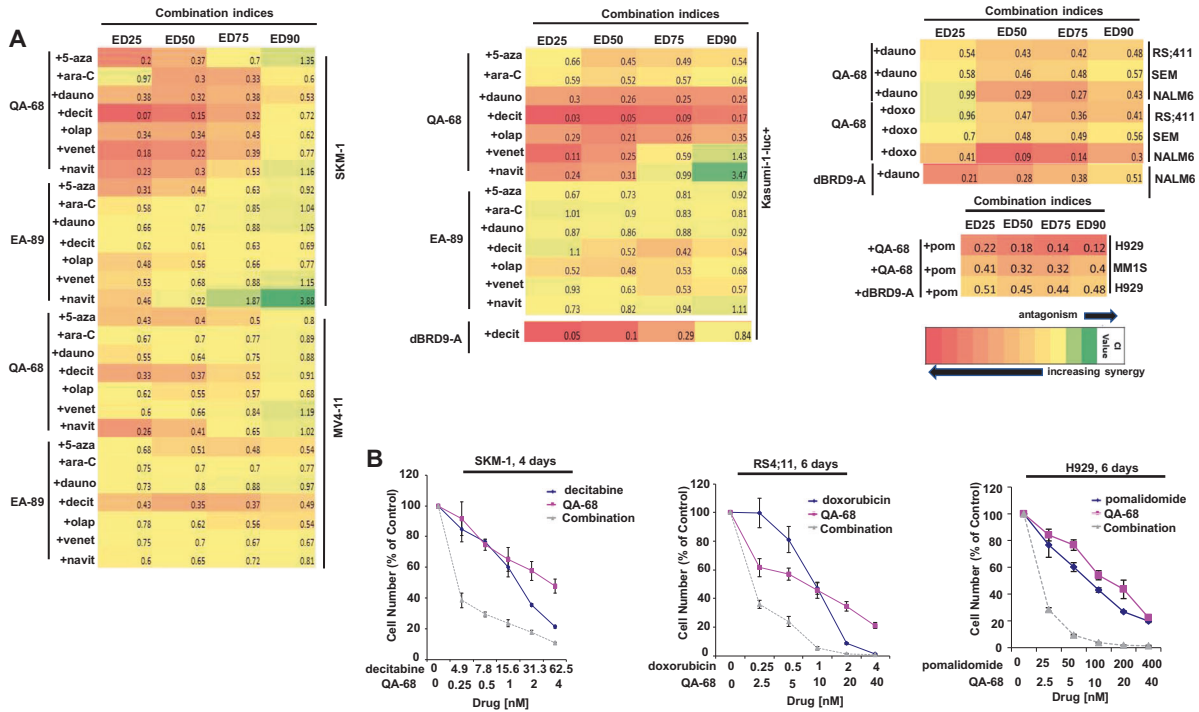 A
Combination indices
ED25 ED50 ED75 ED90
QA-68
+5-aza 0.2 0.37 0.7 1.35
+ara-C 0.97 0.3 0.33 0.6
+dauno 0.38 0.32 0.38 0.53
+decit 0.07 0.15 0.32 0.72
+olap 0.34 0.34 0.43 0.62
+venet 0.18 0.22 0.39 0.77
+navit 0.23 0.3 0.53 1.16
EA-89
+5-aza 0.31 0.44 0.63 0.92
+ara-C 0.58 0.7 0.85 1.04
+dauno 0.66 0.76 0.88 1.05
+decit 0.62 0.61 0.63 0.69
+olap 0.48 0.56 0.66 0.77
+venet 0.53 0.68 0.88 1.15
+navit 0.46 0.92 1.87 3.88
SKM-1
QA-68
+5-aza 0.43 0.4 0.5 0.8
+ara-C 0.67 0.7 0.77 0.89
+dauno 0.55 0.64 0.75 0.88
+decit 0.33 0.37 0.52 0.91
+olap 0.62 0.55 0.57 0.68
+venet 0.6 0.66 0.84 1.19
+navit 0.26 0.41 0.65 1.02
EA-89
+5-aza 0.68 0.51 0.48 0.54
+ara-C 0.75 0.7 0.7 0.77
+dauno 0.73 0.8 0.88 0.97
+decit 0.43 0.35 0.37 0.49
+olap 0.78 0.62 0.56 0.54
+venet 0.75 0.7 0.67 0.67
+navit 0.6 0.65 0.72 0.81
MV4-11
Combination indices
ED25 ED50 ED75 ED90
QA-68
+5-aza 0.66 0.45 0.49 0.54
+ara-C 0.59 0.52 0.57 0.64
+dauno 0.3 0.26 0.25 0.25
+decit 0.03 0.05 0.09 0.17
+olap 0.29 0.21 0.26 0.35
+venet 0.11 0.25 0.59 1.43
+navit 0.24 0.31 0.99 3.47
EA-89
+5-aza 0.67 0.73 0.81 0.92
+ara-C 1.01 0.9 0.83 0.81
+dauno 0.87 0.86 0.88 0.92
+decit 1.1 0.52 0.42 0.54
+olap 0.52 0.48 0.53 0.68
+venet 0.93 0.63 0.53 0.57
+navit 0.73 0.82 0.94 1.11
dBRD9-A +decit 0.05 0.1 0.29 0.84
Kasumi-1-luc+
Combination indices
ED25 ED50 ED75 ED90
QA-68
+dauno 0.54 0.43 0.42 0.48 RS;411
+dauno 0.58 0.46 0.48 0.57 SEM
+dauno 0.99 0.29 0.27 0.43 NALM6
QA-68
+doxo 0.96 0.47 0.36 0.41 RS;411
+doxo 0.7 0.48 0.49 0.56 SEM
+doxo 0.41 0.09 0.14 0.3 NALM6
dBRD9-A +dauno 0.21 0.28 0.38 0.51 NALM6
Combination indices
ED25 ED50 ED75 ED90
+QA-68 +pom 0.22 0.18 0.14 0.12 H929
+QA-68 +pom 0.41 0.32 0.32 0.4 MM1S
+dBRD9-A +pom 0.51 0.45 0.44 0.48 H929
antagonism
CI Value
increasing synergy
B
SKM-1, 4 days
decitabine
QA-68
Combination
Cell Number (% of Control)
120
100
80
60
40
20
0
decitabine 0 4.9 7.8 15.6 31.3 62.5
QA-68 0 0.25 0.5 1 2 4
Drug [nM]
RS4;11, 6 days
doxorubicin
QA-68
Combination
Cell Number (% of Control)
120
100
80
60
40
20
0
doxorubicin 0 0.25 0.5 1 2 4
QA-68 0 2.5 5 10 20 40
Drug [nM]
H929, 6 days
pomalidomide
QA-68
Combination
Cell Number (% of Control)
120
100
80
60
40
20
0
pomalidomide 0 25 50 100 200 400
QA-68 0 2.5 5 10 20 40
Drug [nM]